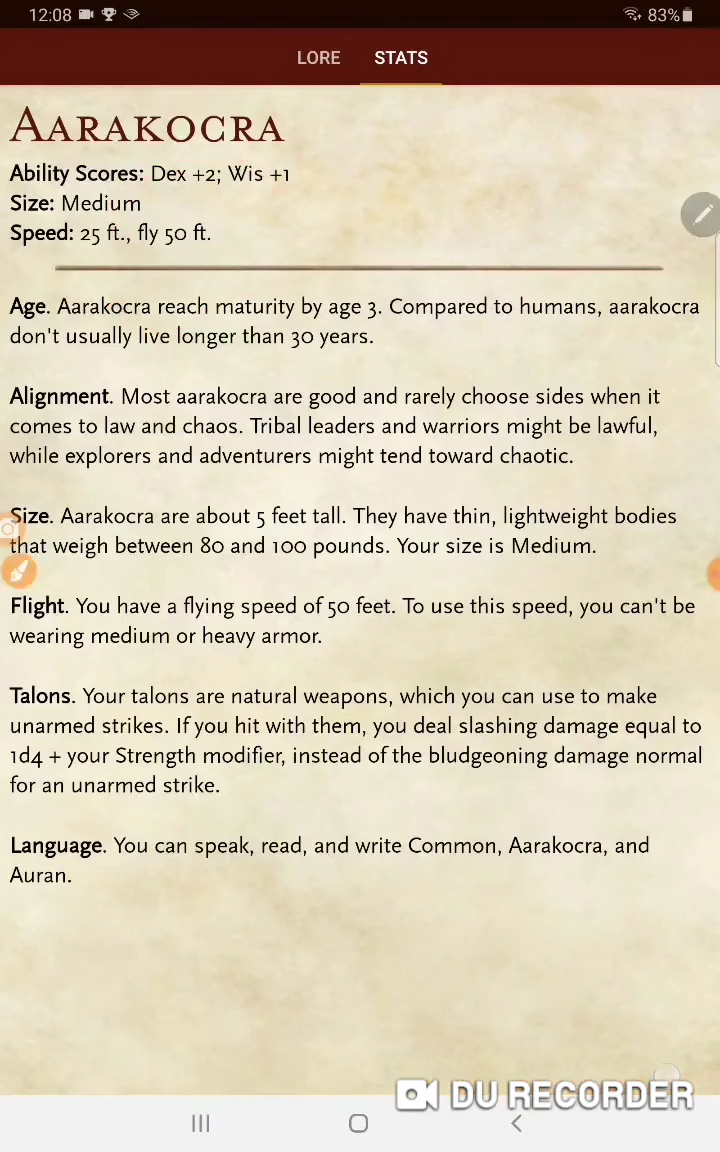 12:08 83%
LORE STATS
AARAKOCRA
Ability Scores: Dex +2; Wis +1
Size: Medium
Speed: 25 ft., fly 50 ft.
Age. Aarakocra reach maturity by age 3. Compared to humans, aarakocra
don't usually live longer than 30 years.
Alignment. Most aarakocra are good and rarely choose sides when it
comes to law and chaos. Tribal leaders and warriors might be lawful,
while explorers and adventurers might tend toward chaotic.
Size. Aarakocra are about 5 feet tall. They have thin, lightweight bodies
that weigh between 80 and 100 pounds. Your size is Medium.
Flight. You have a flying speed of 50 feet. To use this speed, you can't be
wearing medium or heavy armor.
Talons. Your talons are natural weapons, which you can use to make
unarmed strikes. If you hit with them, you deal slashing damage equal to
1d4 + your Strength modifier, instead of the bludgeoning damage normal
for an unarmed strike.
Language. You can speak, read, and write Common, Aarakocra, and
Auran.
DU RECORDER